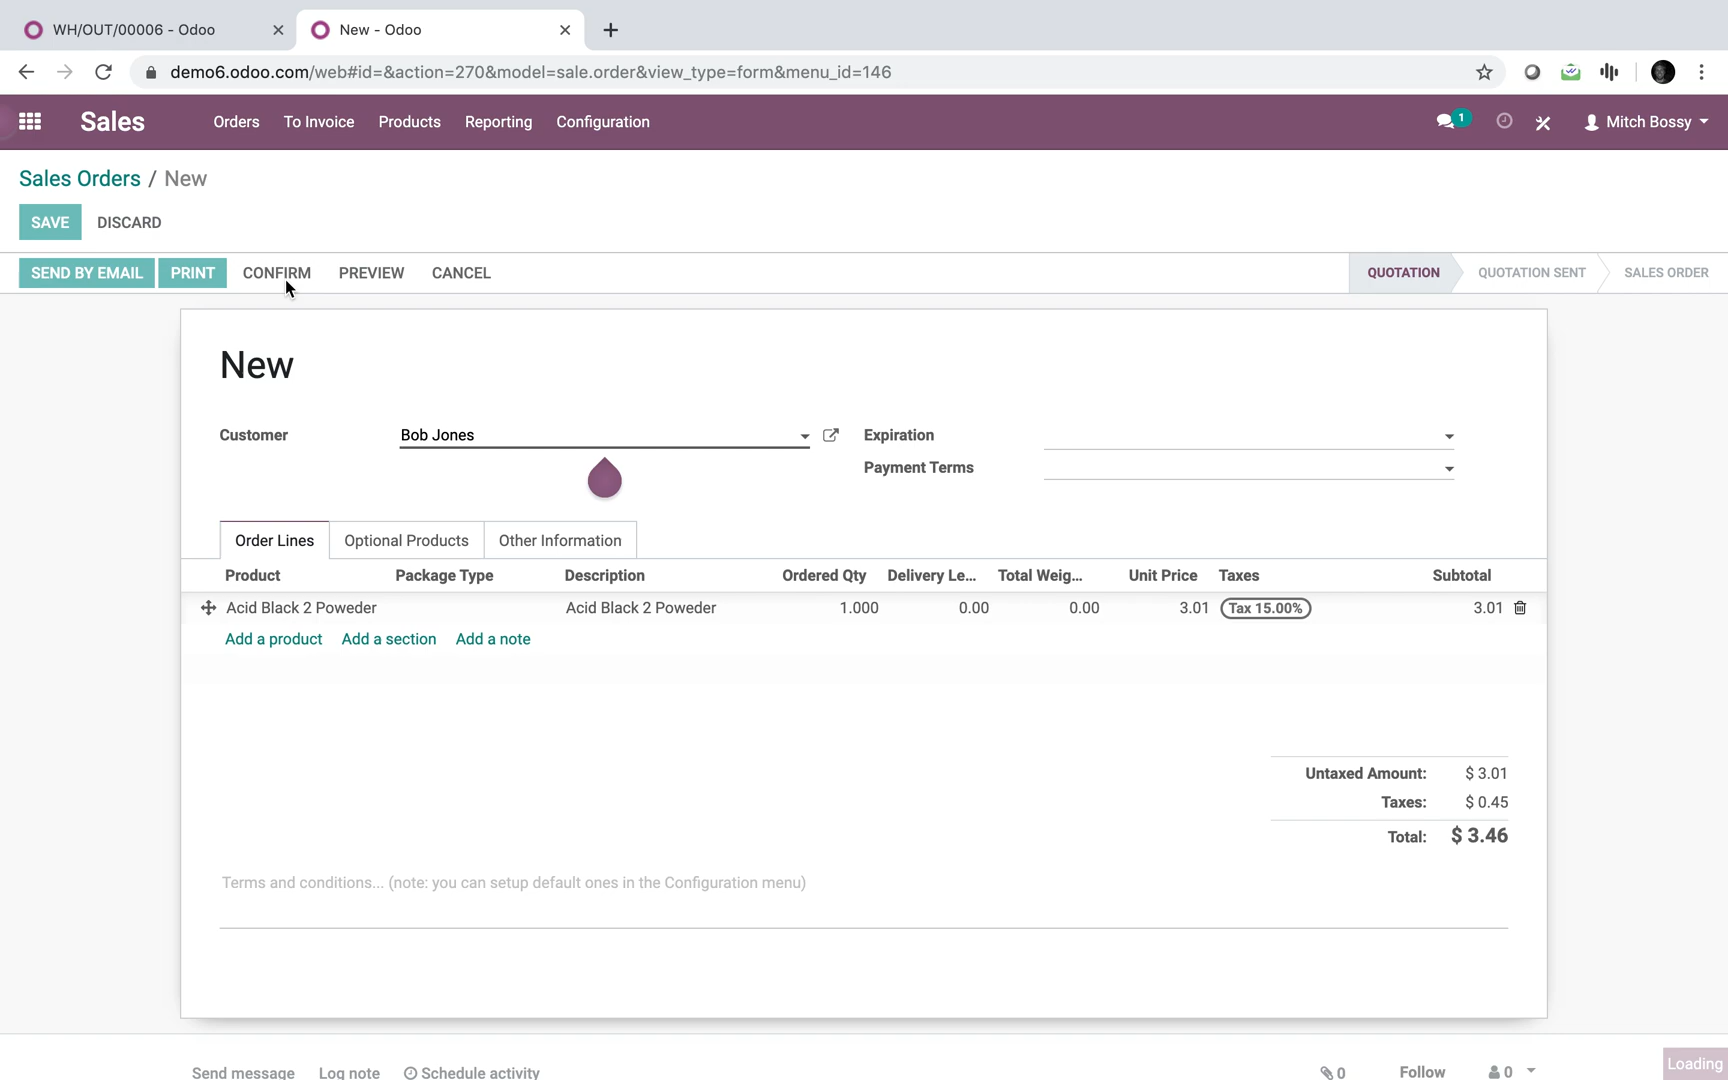 WH/OUT/00006 - Odoo
New - Odoo
demo6.odoo.com/web#id=&action=270&model=sale.order&view_type=form&menu_id=146
Sales Orders To Invoice Products Reporting Configuration 1 Mitch Bossy
Sales Orders / New
SAVE DISCARD
SEND BY EMAIL PRINT CONFIRM PREVIEW CANCEL QUOTATION QUOTATION SENT SALES ORDER
New
Customer Bob Jones Expiration
Payment Terms
Order Lines Optional Products Other Information
Product Package Type Description Ordered Qty Delivery Le... Total Weig... Unit Price Taxes Subtotal
Acid Black 2 Poweder Acid Black 2 Poweder 1.000 0.00 0.00 3.01 Tax 15.00% 3.01
Add a product Add a section Add a note
Untaxed Amount: $ 3.01
Taxes: $ 0.45
Total: $ 3.46
Terms and conditions... (note: you can setup default ones in the Configuration menu)
Send message Log note Schedule activity 0 Follow 0 Loading